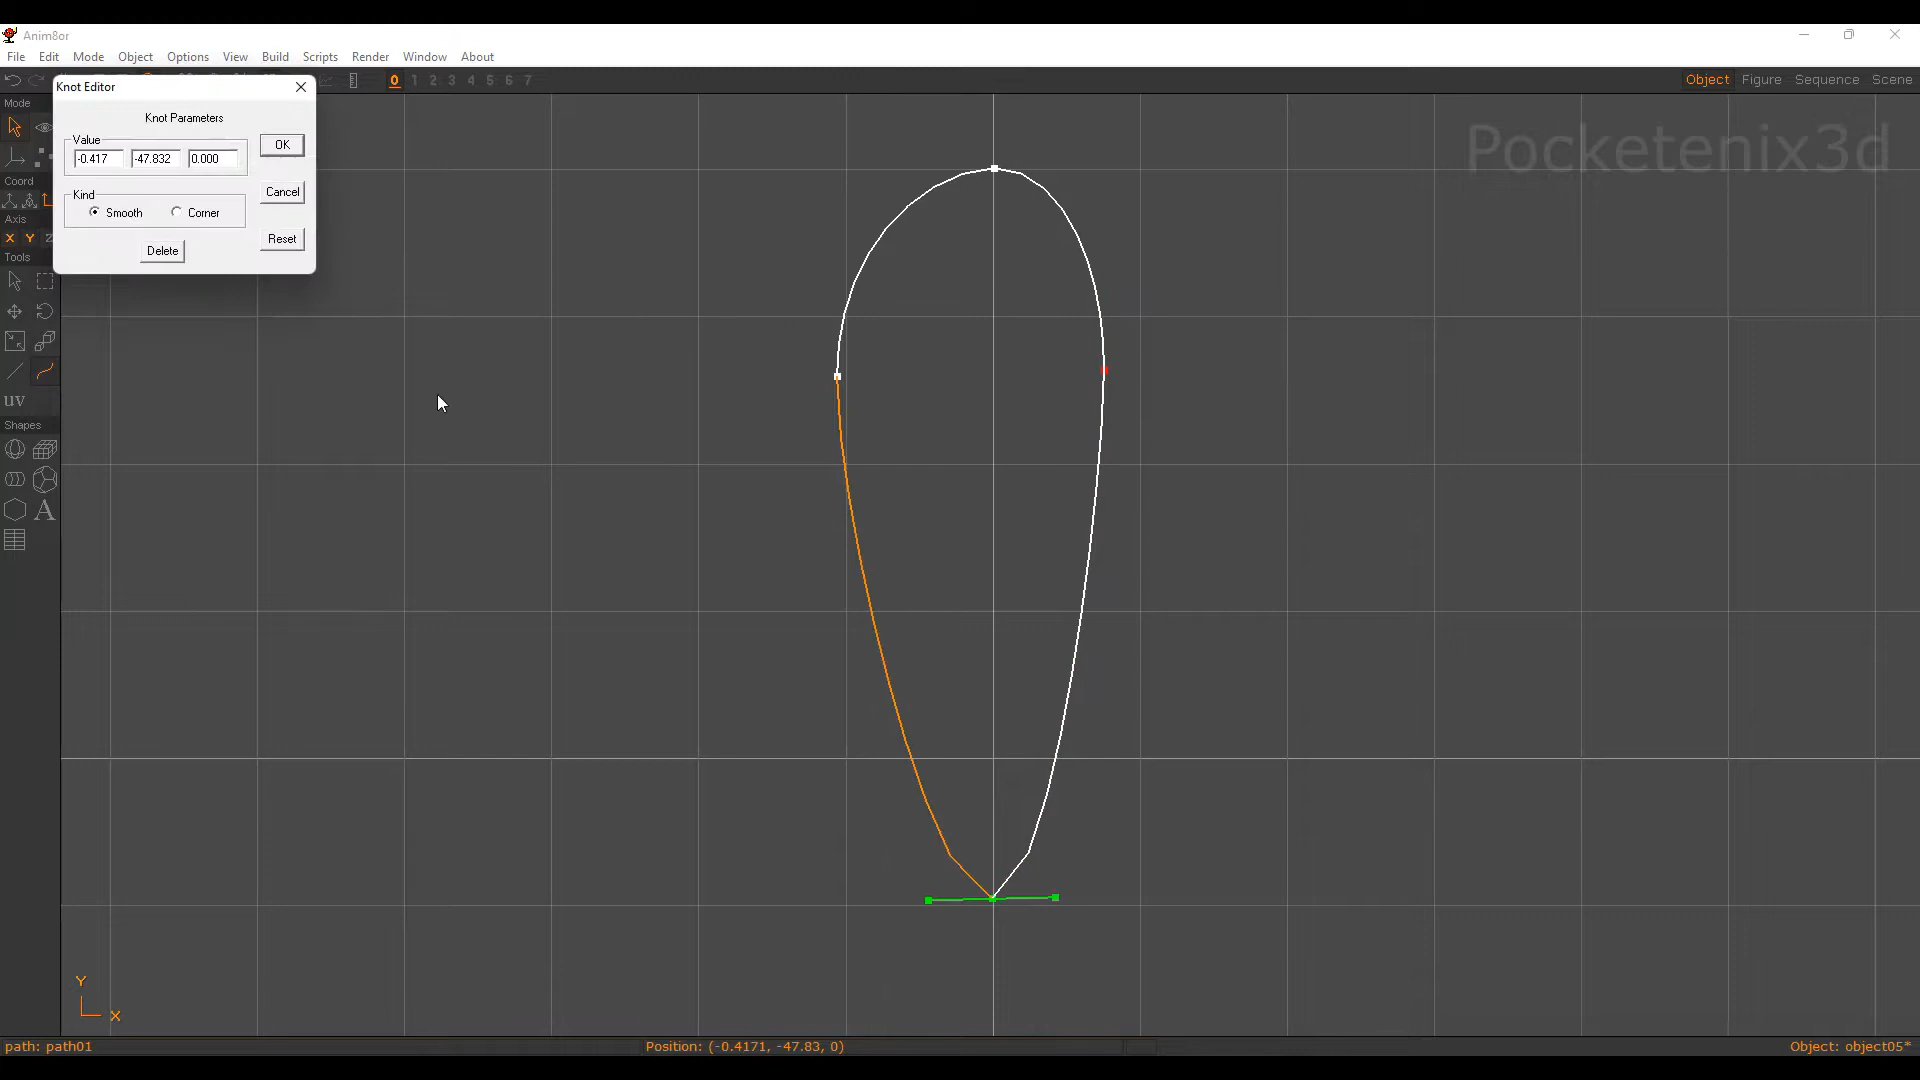 Anim8or
File Edit Mode Object Options View Build Scripts Render Window About
0 1 2 3 4 5 6 7
Object Figure Sequence Scene
Knot Editor
Knot Parameters
Value
-0.417 -47.832 0.000
OK
Kind
Smooth Corner
Cancel
Delete
Reset
Mode
Coord
Axis
X Y Z
Tools
uv
Shapes
A
Pocketenix3d
Y
X
path: path01
Position: (-0.4171, -47.83, 0)
Object: object05*